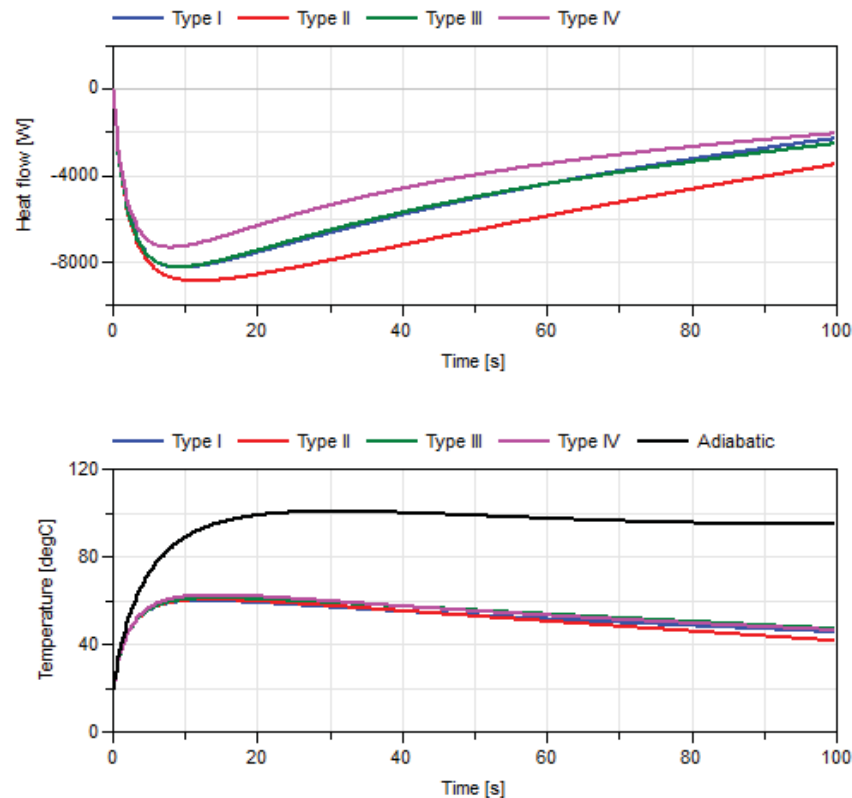 Type I Type II Type III Type IV
0
-4000
-8000
Heat flow [W]
0 20 40 60 80 100
Time [s]
Type I Type II Type III Type IV Adiabatic
120
80
40
0
Temperature [degC]
0 20 40 60 80 100
Time [s]